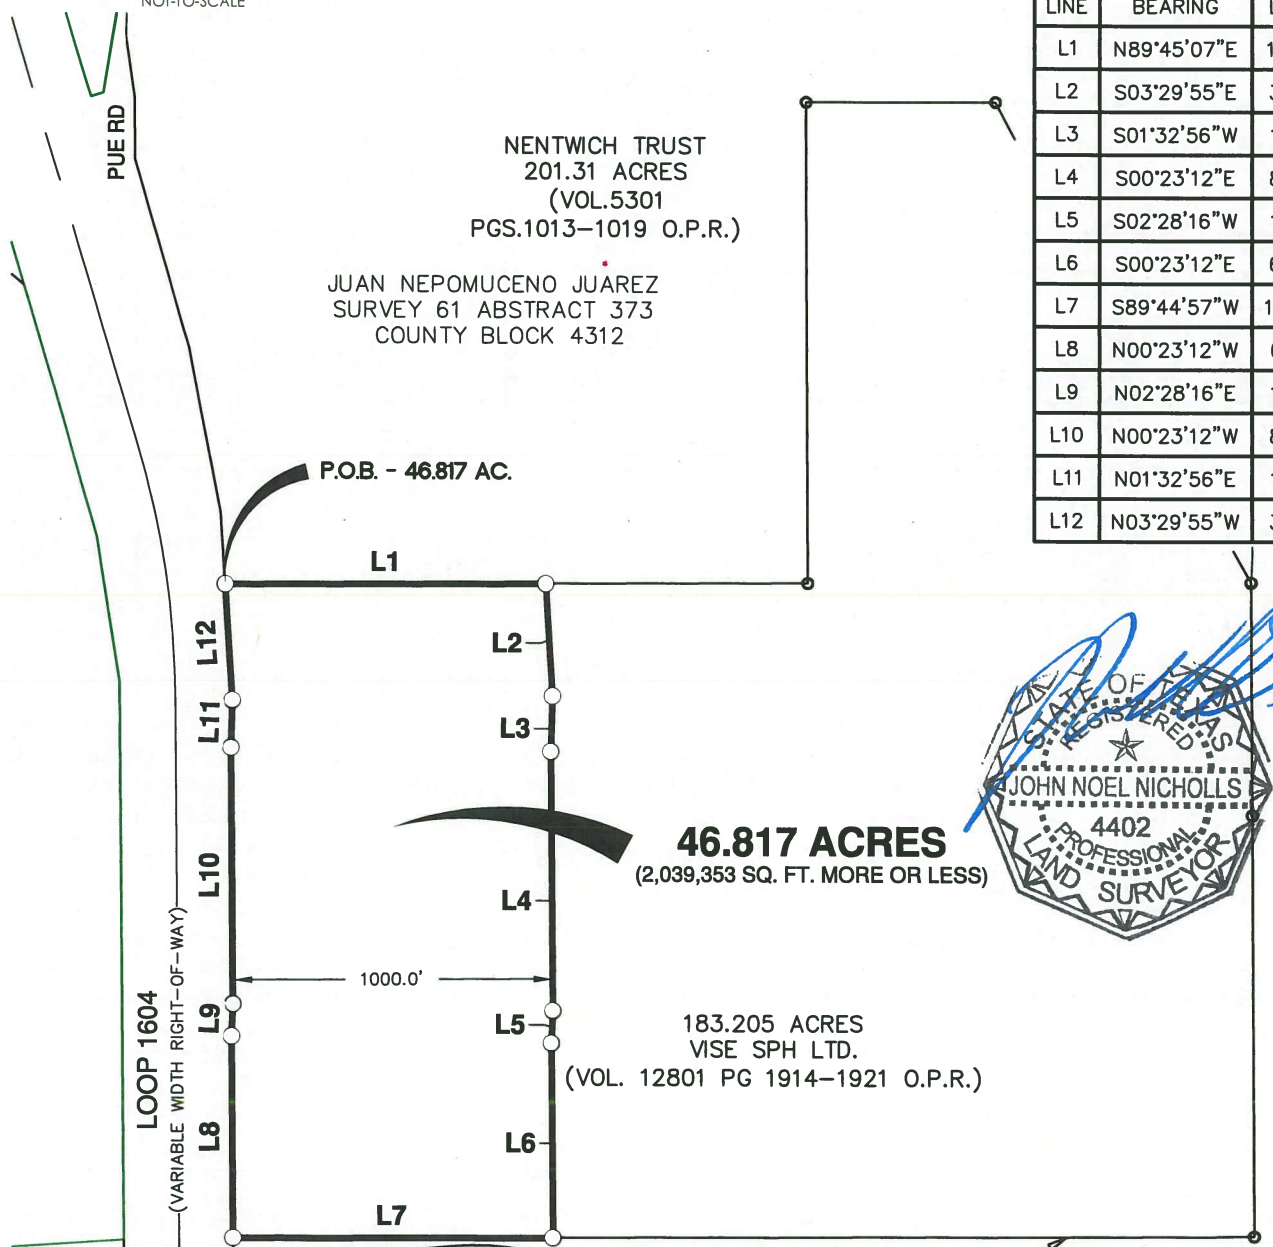 NOT-TO-SCALE
LINE BEARING
L1 N89°45'07"E
L2 S03°29'55"E
L3 S01°32'56"W
L4 S00°23'12"E
L5 S02°28'16"W
L6 S00°23'12"E
L7 S89°44'57"W
L8 N00°23'12"W
L9 N02°28'16"E
L10 N00°23'12"W
L11 N01°32'56"E
L12 N03°29'55"W
PUE RD
NENTWICH TRUST
201.31 ACRES
(VOL.5301
PGS.1013–1019 O.P.R.)
JUAN NEPOMUCENO JUAREZ
SURVEY 61 ABSTRACT 373
COUNTY BLOCK 4312
P.O.B. - 46.817 AC.
L1
L12
L2
L11
L3
STATE OF TEXAS
REGISTERED
JOHN NOEL NICHOLLS
4402
PROFESSIONAL
LAND SURVEYOR
46.817 ACRES
(2,039,353 SQ. FT. MORE OR LESS)
L10
L4
1000.0'
L9
L5
183.205 ACRES
VISE SPH LTD.
(VOL. 12801 PG 1914–1921 O.P.R.)
LOOP 1604
(VARIABLE WIDTH RIGHT–OF–WAY)
L8
L6
L7